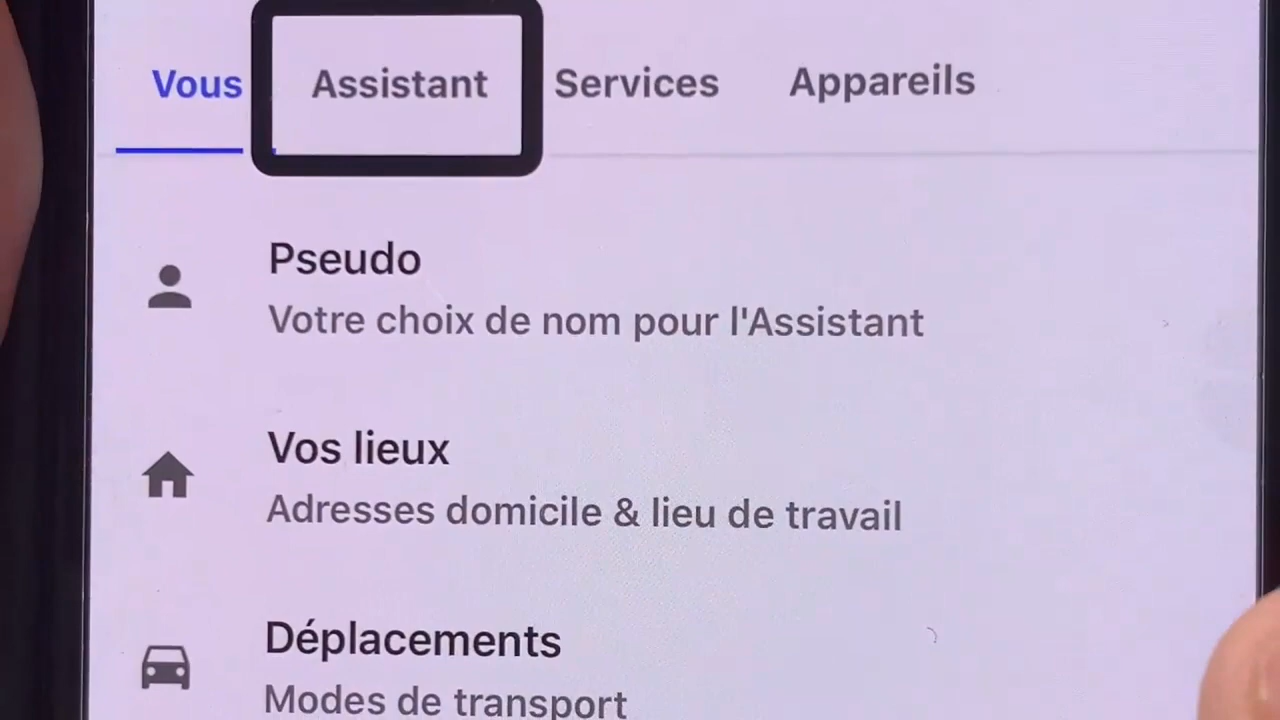 Vous Assistant Services Appareils
Pseudo
Votre choix de nom pour l'Assistant
Vos lieux
Adresses domicile & lieu de travail
Déplacements
Modes de transport